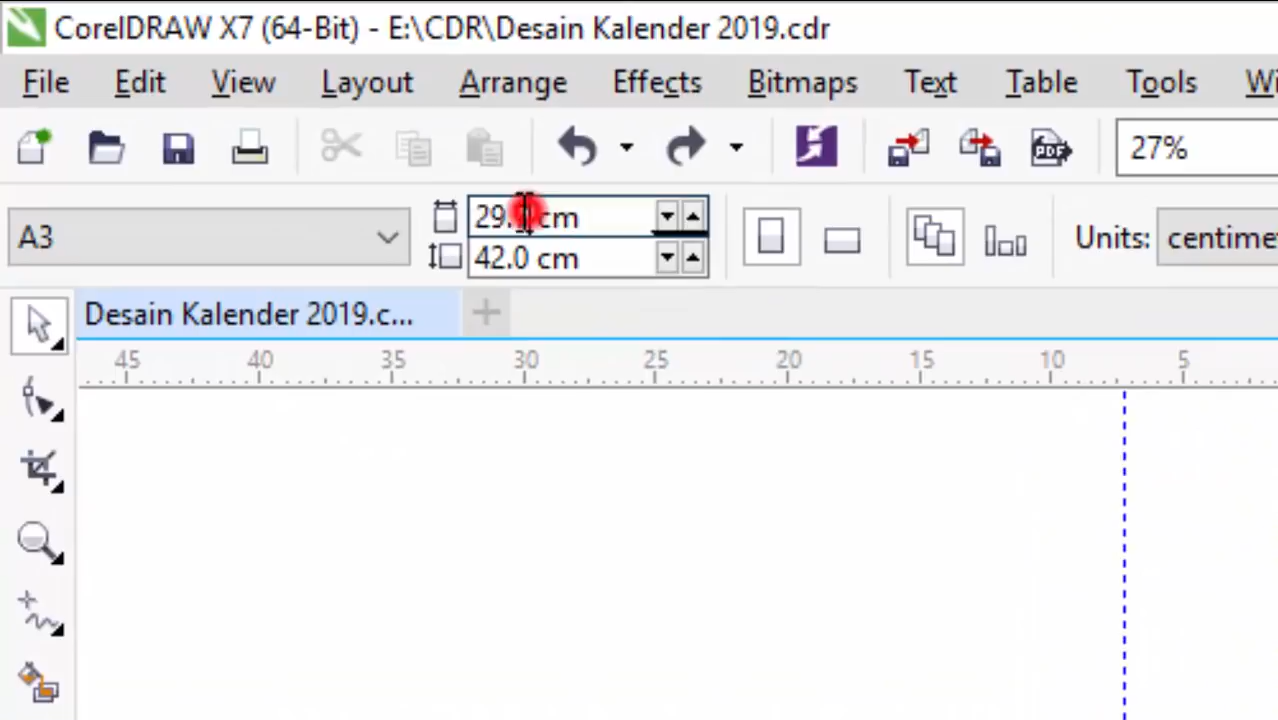 CorelDRAW X7 (64-Bit) - E:\CDR\Desain Kalender 2019.cdr
File Edit View Layout Arrange Effects Bitmaps Text Table Tools
PDF 27%
A3 cm Units:
42.0 cm
Desain Kalender 2019.c...
45 40 35 30 25 20 15 10 5